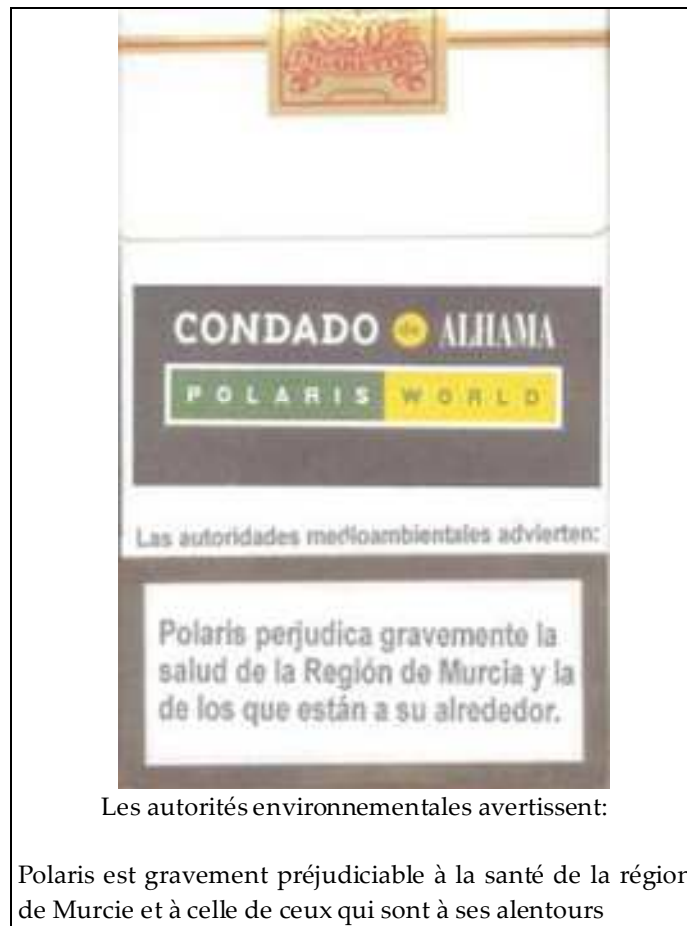 CIGARETTES
CONDADO de ALHAMA
POLARIS WORLD
Las autoridades medioambientales advierten:
Polaris perjudica gravemente la
salud de la Región de Murcia y la
de los que están a su alrededor.
Les autorités environnementales avertissent:
Polaris est gravement préjudiciable à la santé de la région
de Murcie et à celle de ceux qui sont à ses alentours